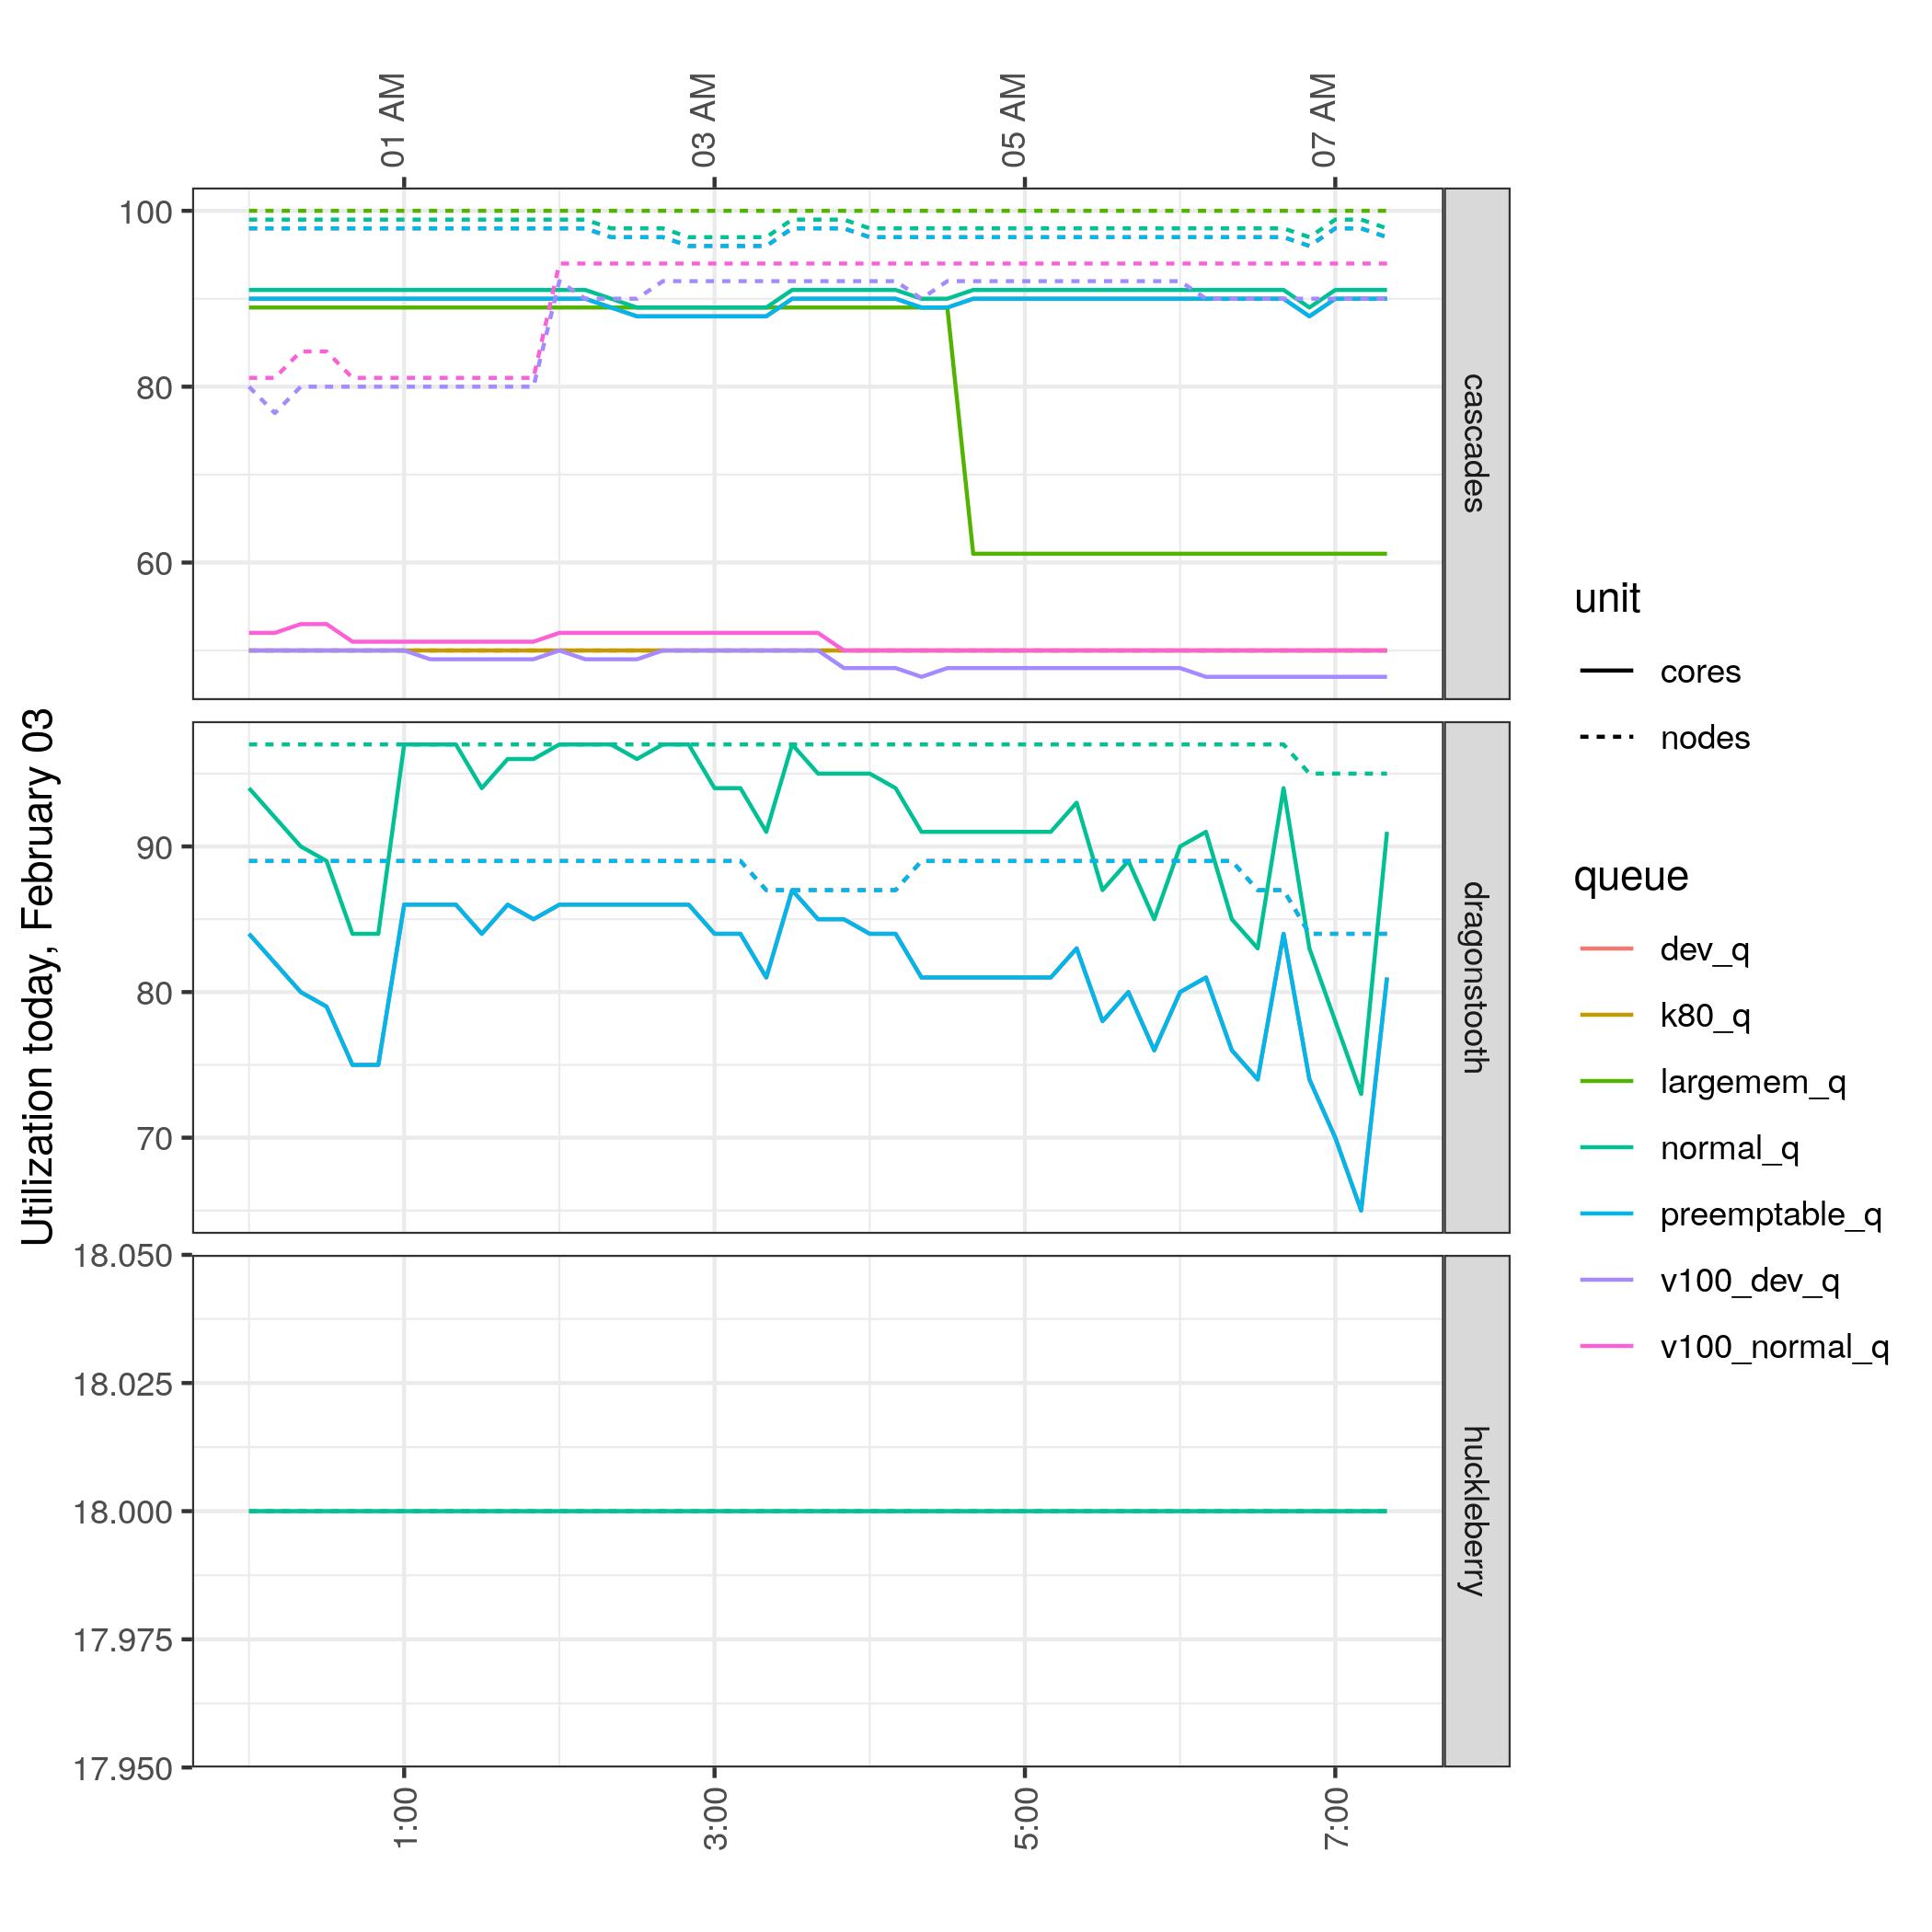 01 AM
03 AM
05 AM
07 AM
100
80
60
cascades
Utilization today, February 03
90
80
70
dragonstooth
18.050
18.025
18.000
17.975
17.950
huckleberry
1:00
3:00
5:00
7:00
unit
cores
nodes
queue
dev_q
k80_q
largemem_q
normal_q
preemptable_q
v100_dev_q
v100_normal_q